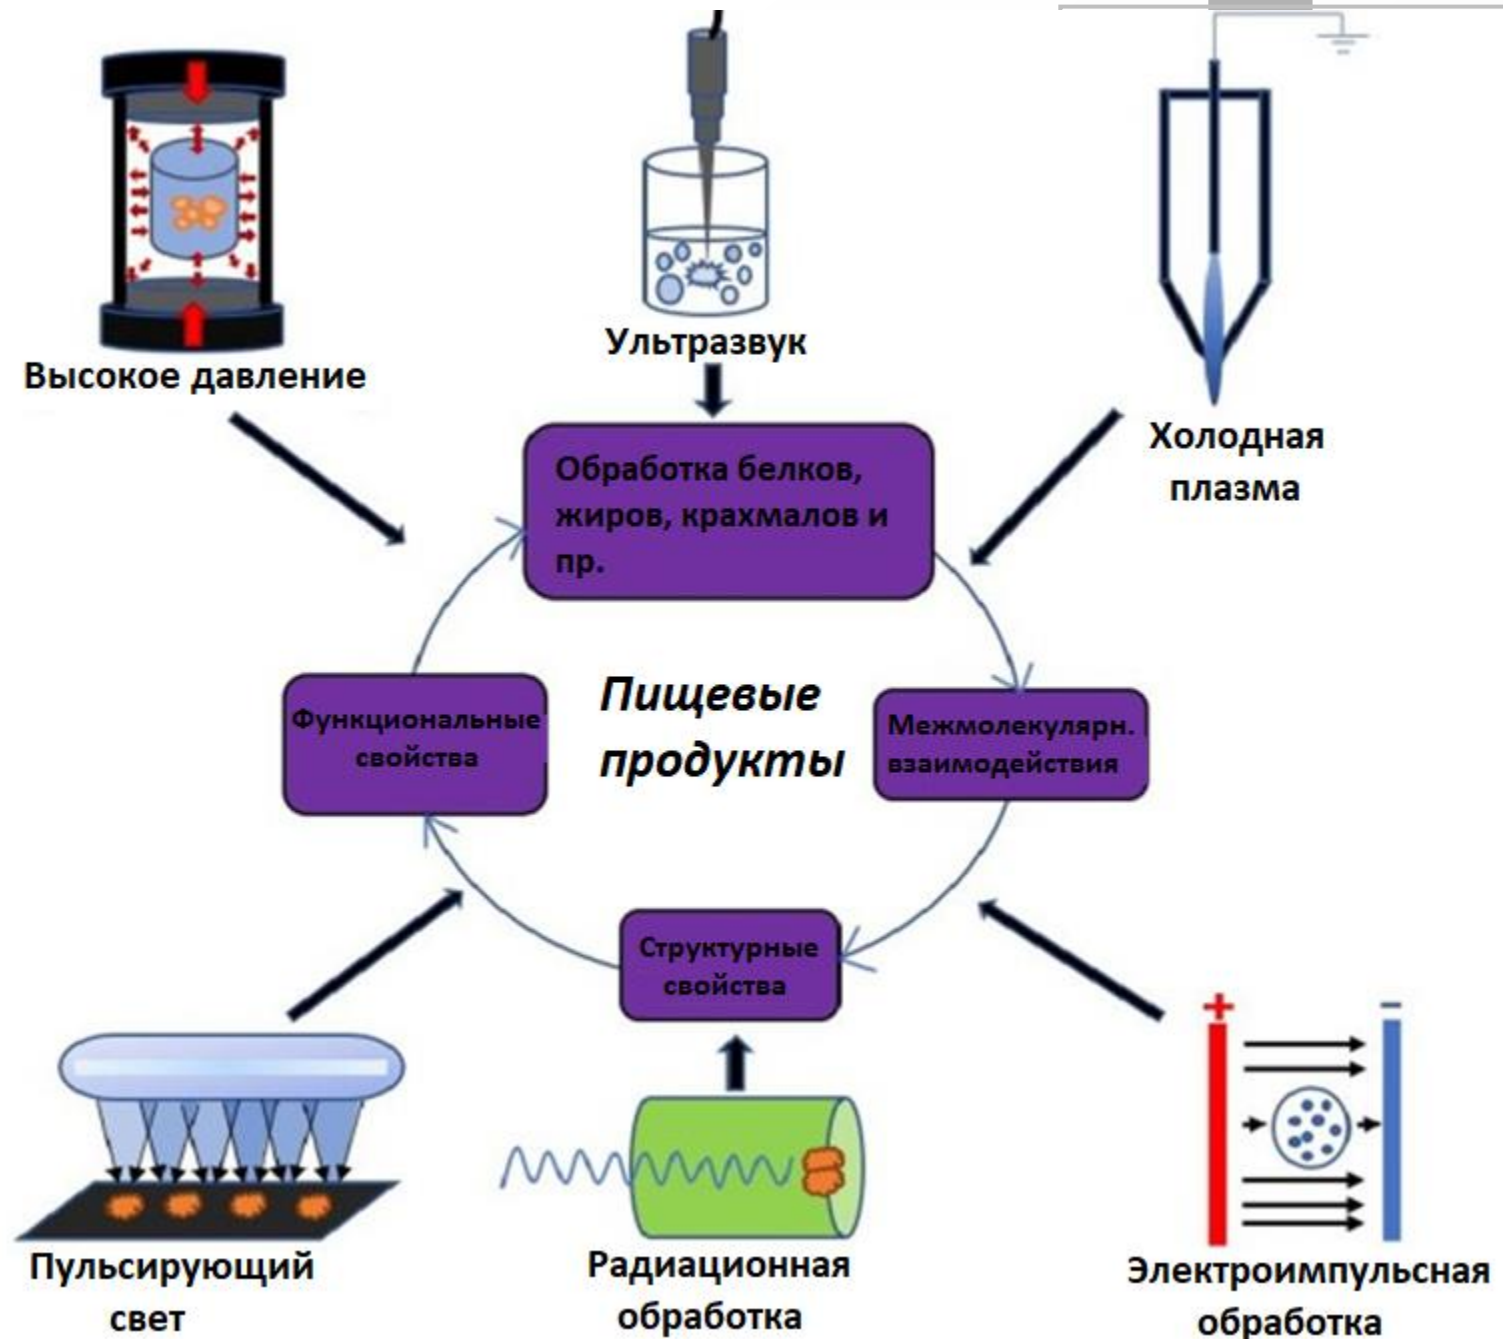 Ультразвук
Высокое давление
Холодная
плазма
Обработка белков,
жиров, крахмалов и
пр.
Пищевые
продукты
Функциональные
свойства
Межмолекулярн.
взаимодействия
Структурные
свойства
+
-
Пульсирующий
свет
Радиационная
обработка
Электроимпульсная
обработка